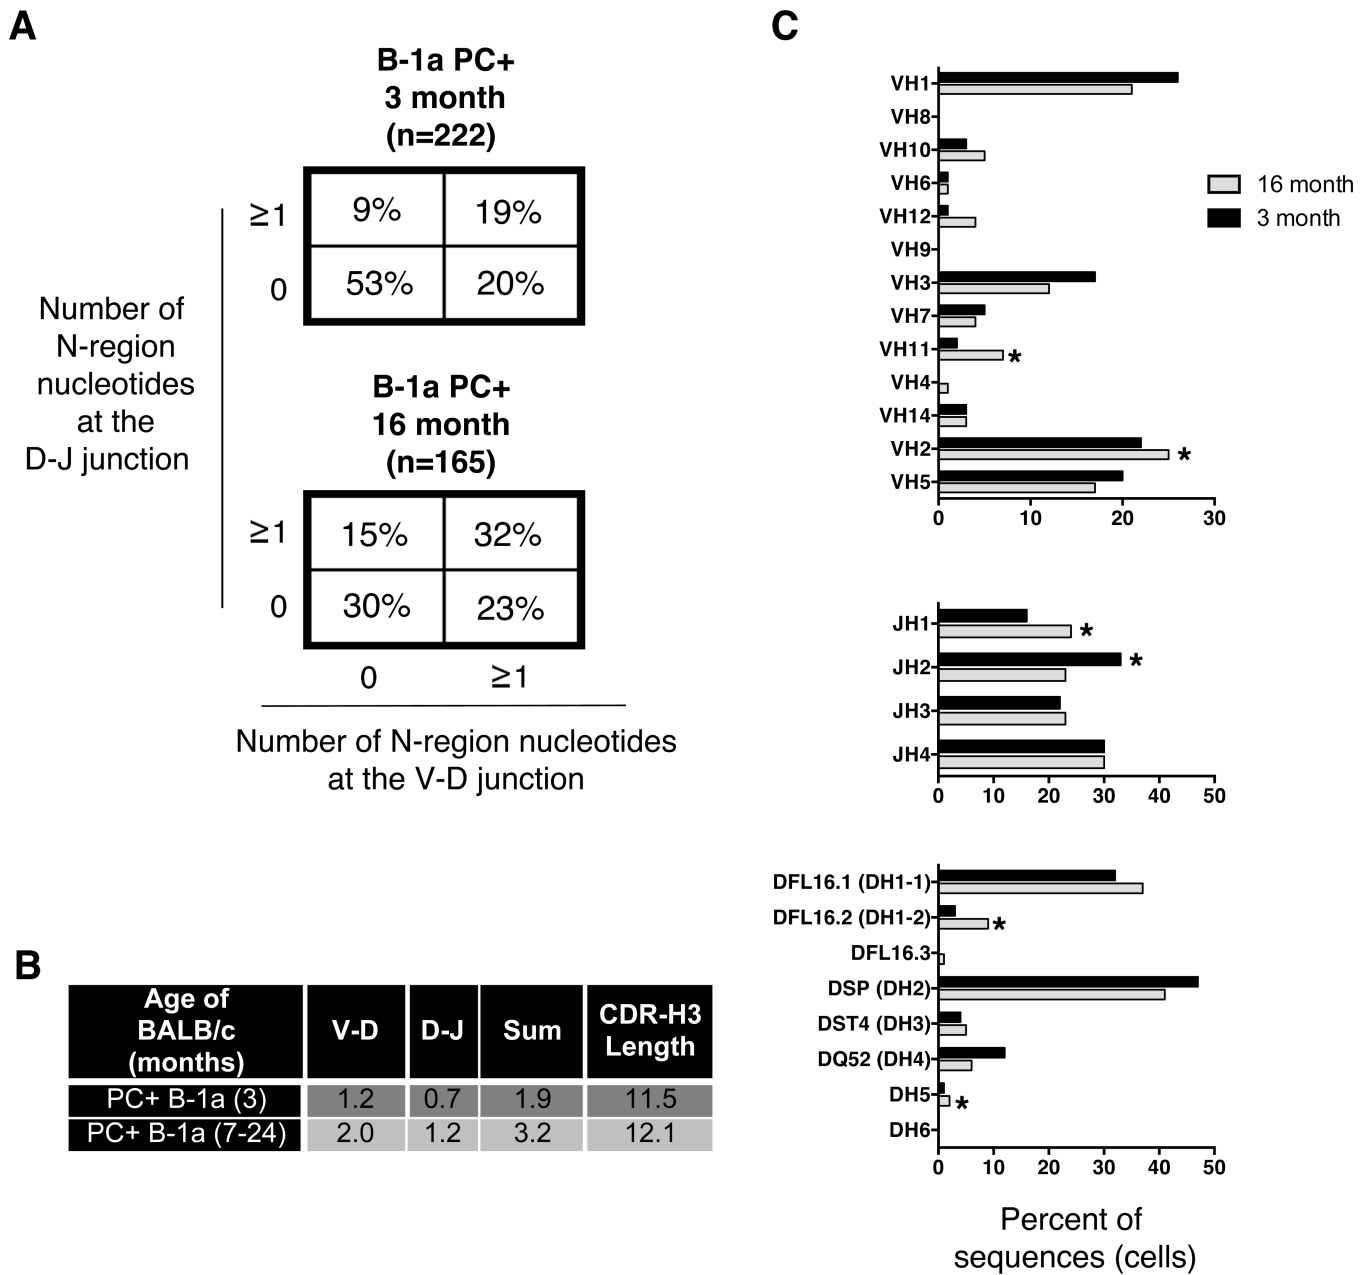 A
B-1a PC+
3 month
(n=222)
≥1
9%
19%
0
53%
20%
Number of
N-region
nucleotides
at the
D-J junction
B-1a PC+
16 month
(n=165)
≥1
15%
32%
0
30%
23%
0
≥1
Number of N-region nucleotides
at the V-D junction
B
Age of
BALB/c
(months)
V-D
D-J
Sum
CDR-H3
Length
PC+ B-1a (3)
1.2
0.7
1.9
11.5
PC+ B-1a (7-24)
2.0
1.2
3.2
12.1
C
VH1
VH8
VH10
VH6
VH12
VH9
VH3
VH7
VH11
*
VH4
VH14
VH2
*
VH5
0 10 20 30
16 month
3 month
JH1
*
JH2
*
JH3
JH4
0 10 20 30 40 50
DFL16.1 (DH1-1)
DFL16.2 (DH1-2)
*
DFL16.3
DSP (DH2)
DST4 (DH3)
DQ52 (DH4)
DH5
*
DH6
0 10 20 30 40 50
Percent of
sequences (cells)